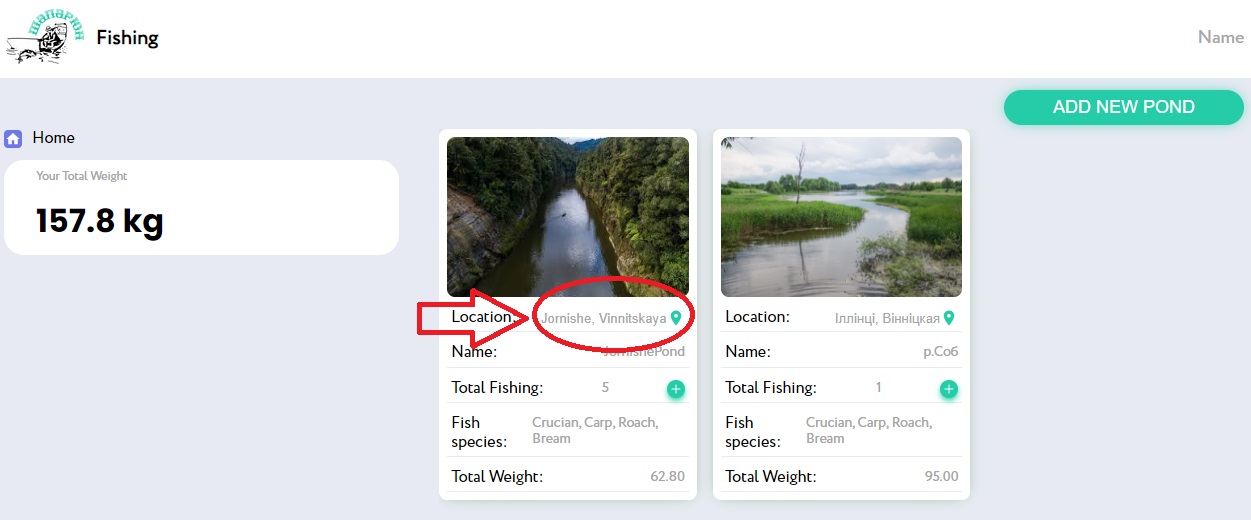 шапарюн
Fishing
Name
ADD NEW POND
Home
Your Total Weight
157.8 kg
Location:
Jornishe, Vinnitskaya
Name:
JornishePond
Total Fishing:
5
Fish species:
Crucian, Carp, Roach,
Bream
Total Weight:
62.80
Location:
Іллінці, Вінніцкая
Name:
р.Соб
Total Fishing:
1
Fish species:
Crucian, Carp, Roach,
Bream
Total Weight:
95.00